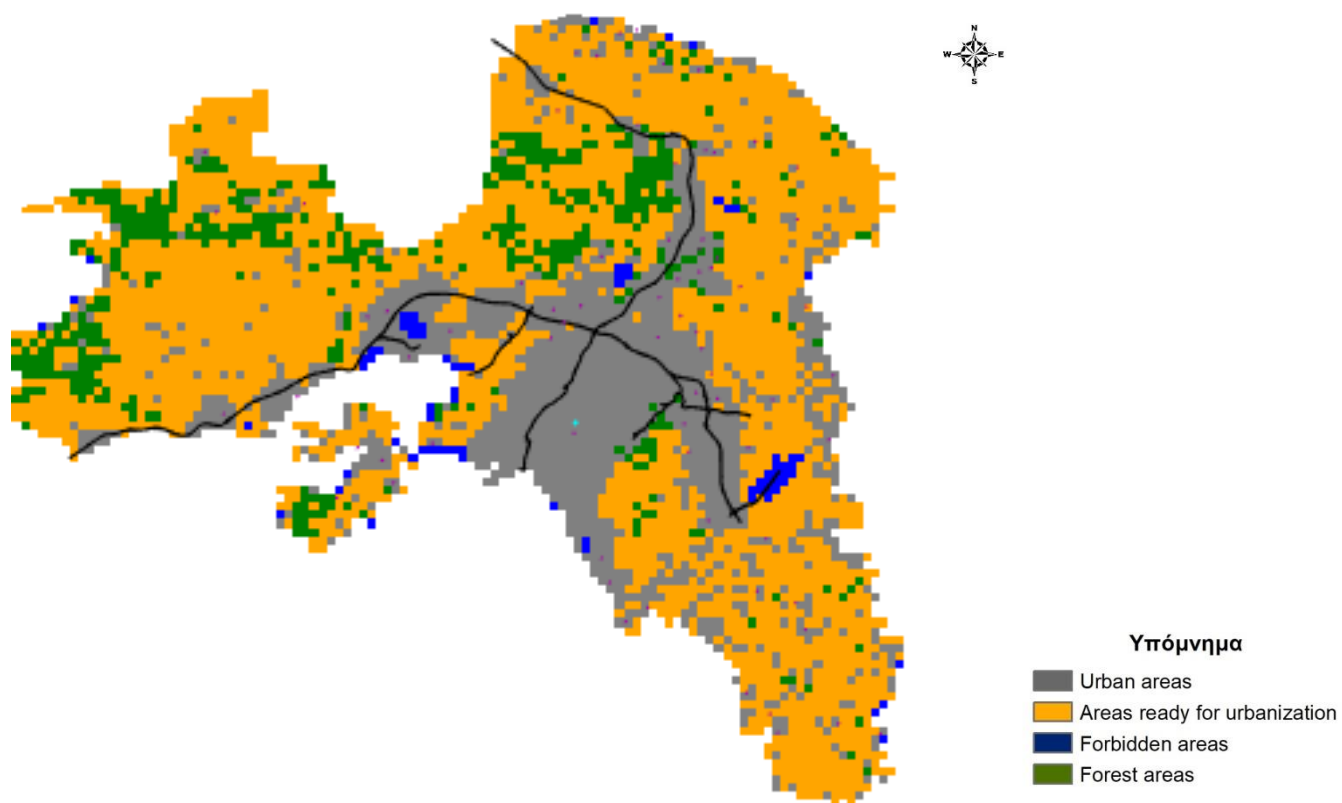 N
W E
S
Υπόμνημα
Urban areas
Areas ready for urbanization
Forbidden areas
Forest areas